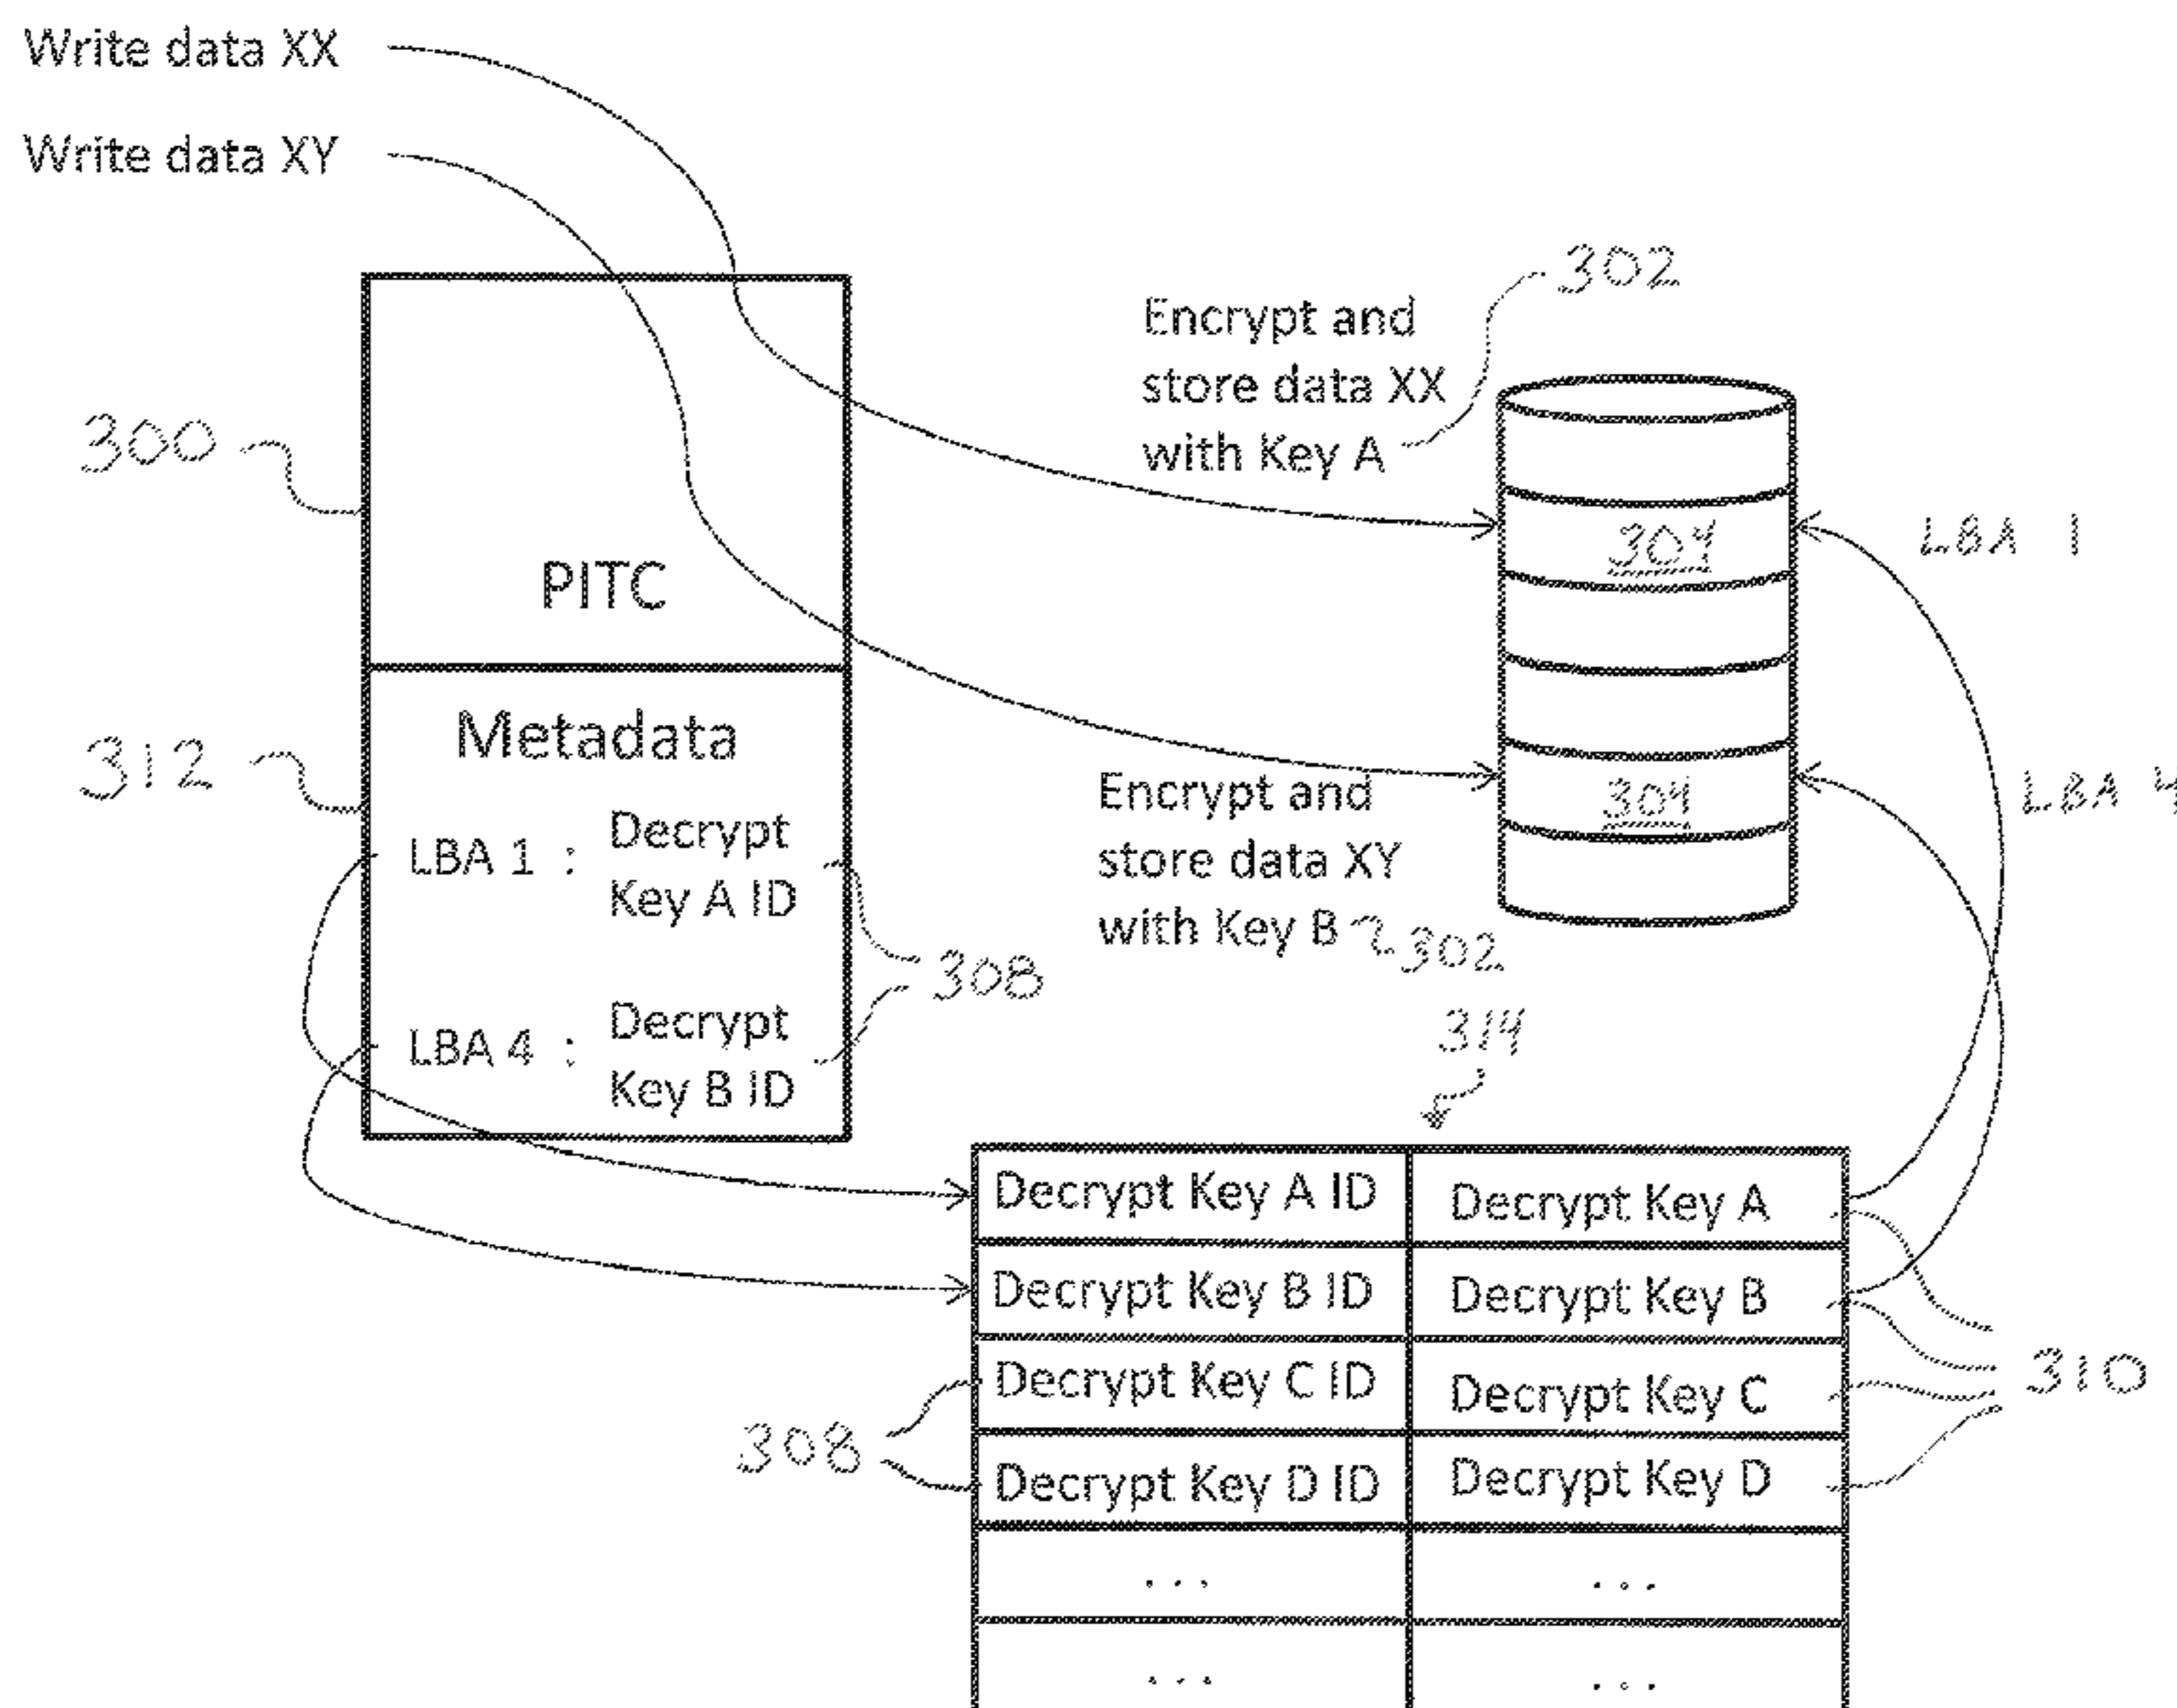 Write data XX
Write data XY
302
Encrypt and
store data XX
with Key A
300
PITC
304
LBA 1
312
Metadata
LBA 1 : Decrypt
Key A ID
308
LBA 4 : Decrypt
Key B ID
Encrypt and
store data XY
with Key B
302
304
LBA 4
314
Decrypt Key A ID Decrypt Key A
Decrypt Key B ID Decrypt Key B
Decrypt Key C ID Decrypt Key C
Decrypt Key D ID Decrypt Key D
... ...
... ...
308
310